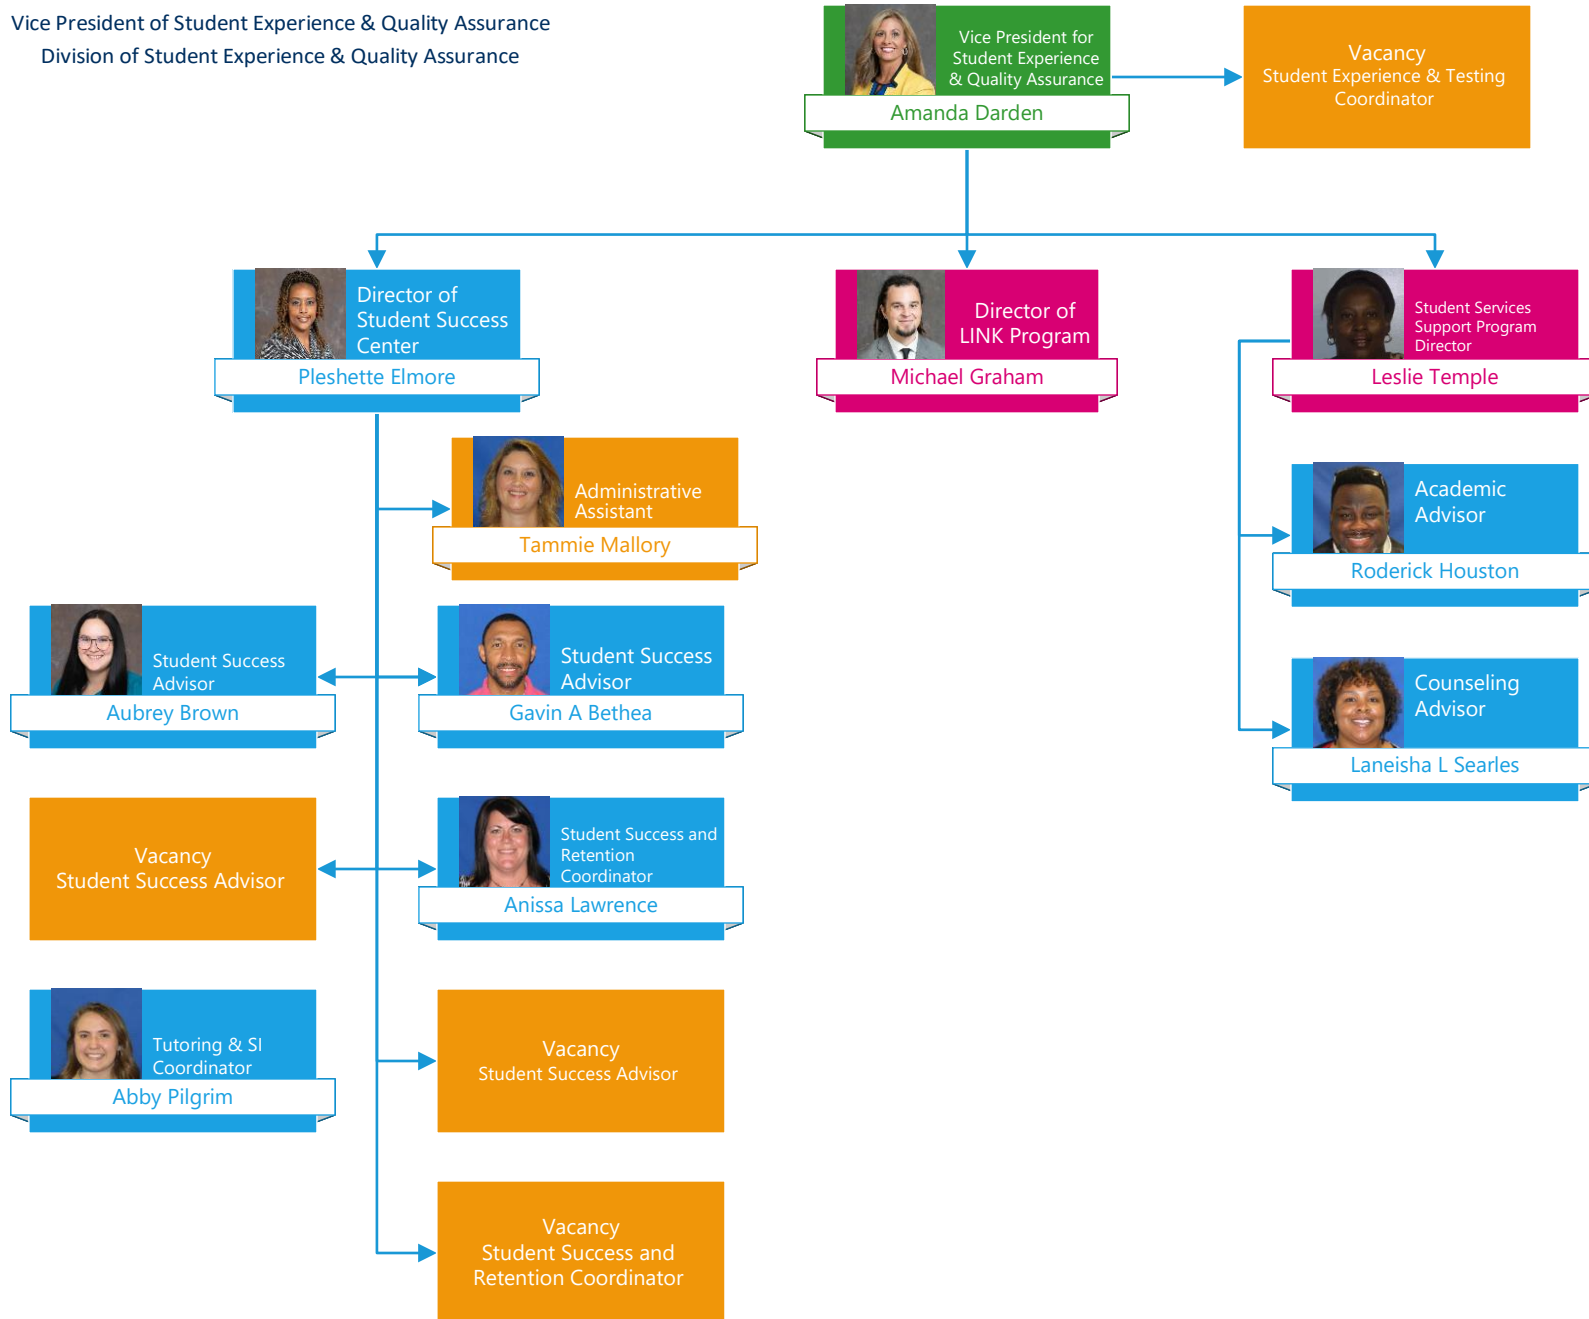 Vice President of Student Experience & Quality Assurance
Division of Student Experience & Quality Assurance
Vice President for
Student Experience
& Quality Assurance
Amanda Darden
Vacancy
Student Experience & Testing
Coordinator
Director of
Student Success
Center
Pleshette Elmore
Director of
LINK Program
Michael Graham
Student Services
Support Program
Director
Leslie Temple
Administrative
Assistant
Tammie Mallory
Academic
Advisor
Roderick Houston
Student Success
Advisor
Aubrey Brown
Student Success
Advisor
Gavin A Bethea
Counseling
Advisor
Laneisha L Searles
Vacancy
Student Success Advisor
Student Success and
Retention
Coordinator
Anissa Lawrence
Tutoring & SI
Coordinator
Abby Pilgrim
Vacancy
Student Success Advisor
Vacancy
Student Success and
Retention Coordinator